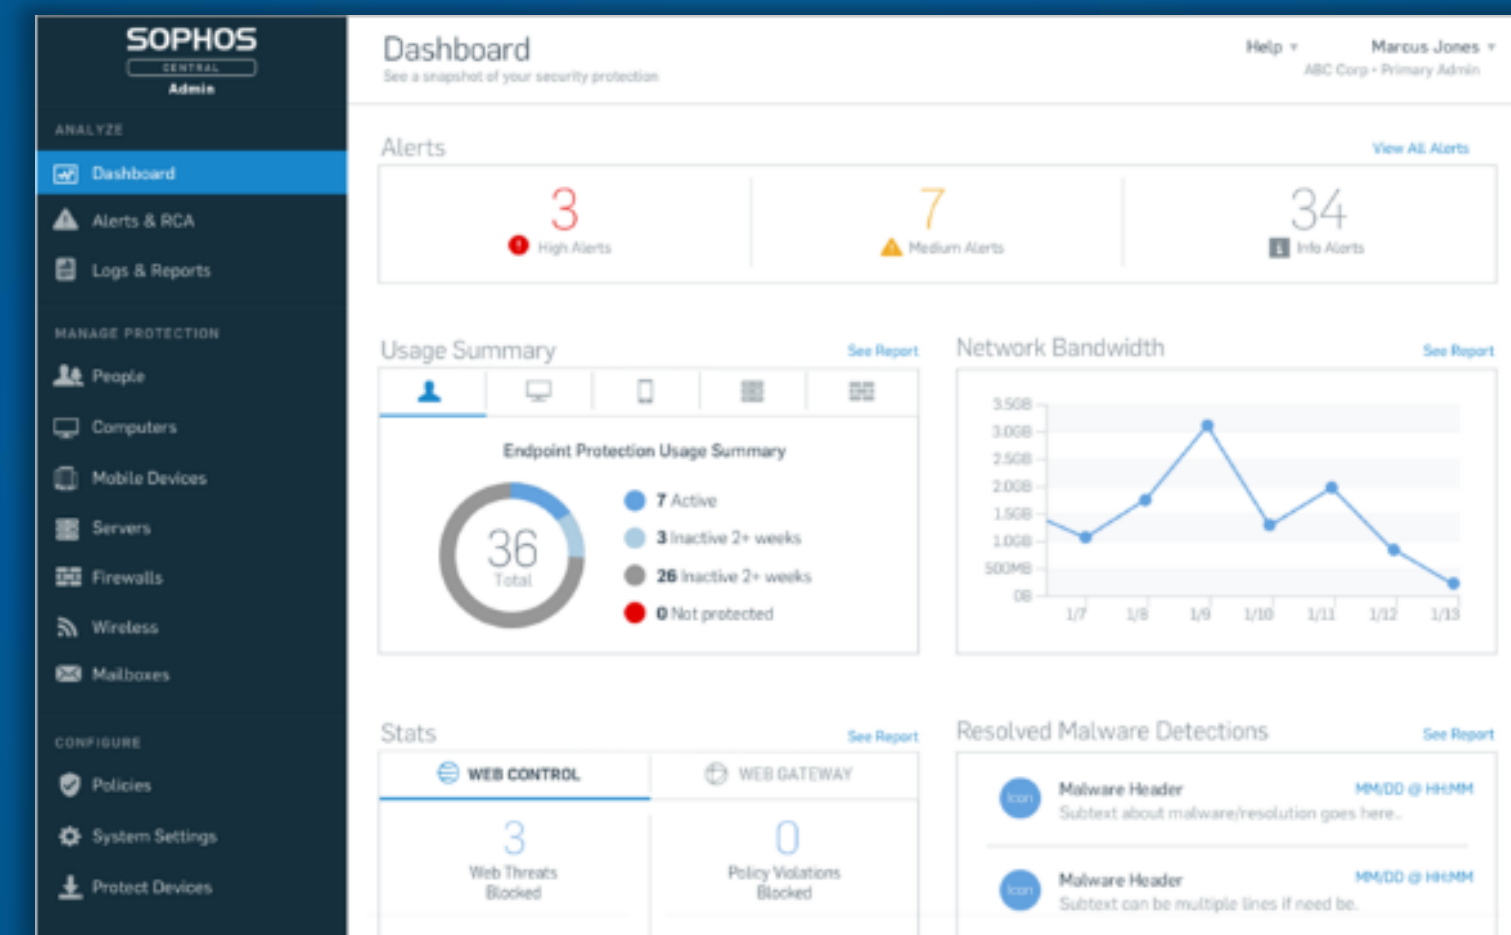 SOPHOS
CENTRAL
Admin
ANALYZE
Dashboard
Alerts & RCA
Logs & Reports
MANAGE PROTECTION
People
Computers
Mobile Devices
Servers
Firewalls
Wireless
Mailboxes
CONFIGURE
Policies
System Settings
Protect Devices
Dashboard
See a snapshot of your security protection
Help
Marcus Jones
ABC Corp • Primary Admin
Alerts
View All Alerts
3
High Alerts
7
Medium Alerts
34
Info Alerts
Usage Summary
See Report
Endpoint Protection Usage Summary
36
Total
7 Active
3 Inactive 2+ weeks
26 Inactive 2+ weeks
0 Not protected
Network Bandwidth
See Report
3.5GB
3.0GB
2.5GB
2.0GB
1.5GB
1.0GB
500MB
0B
1/7 1/8 1/9 1/10 1/11 1/12 1/13
Stats
See Report
WEB CONTROL
WEB GATEWAY
3
Web Threats
Blocked
0
Policy Violations
Blocked
Resolved Malware Detections
See Report
Icon
Malware Header
MM/DD @ HH:MM
Subtext about malware/resolution goes here..
Icon
Malware Header
MM/DD @ HH:MM
Subtext can be multiple lines if need be.